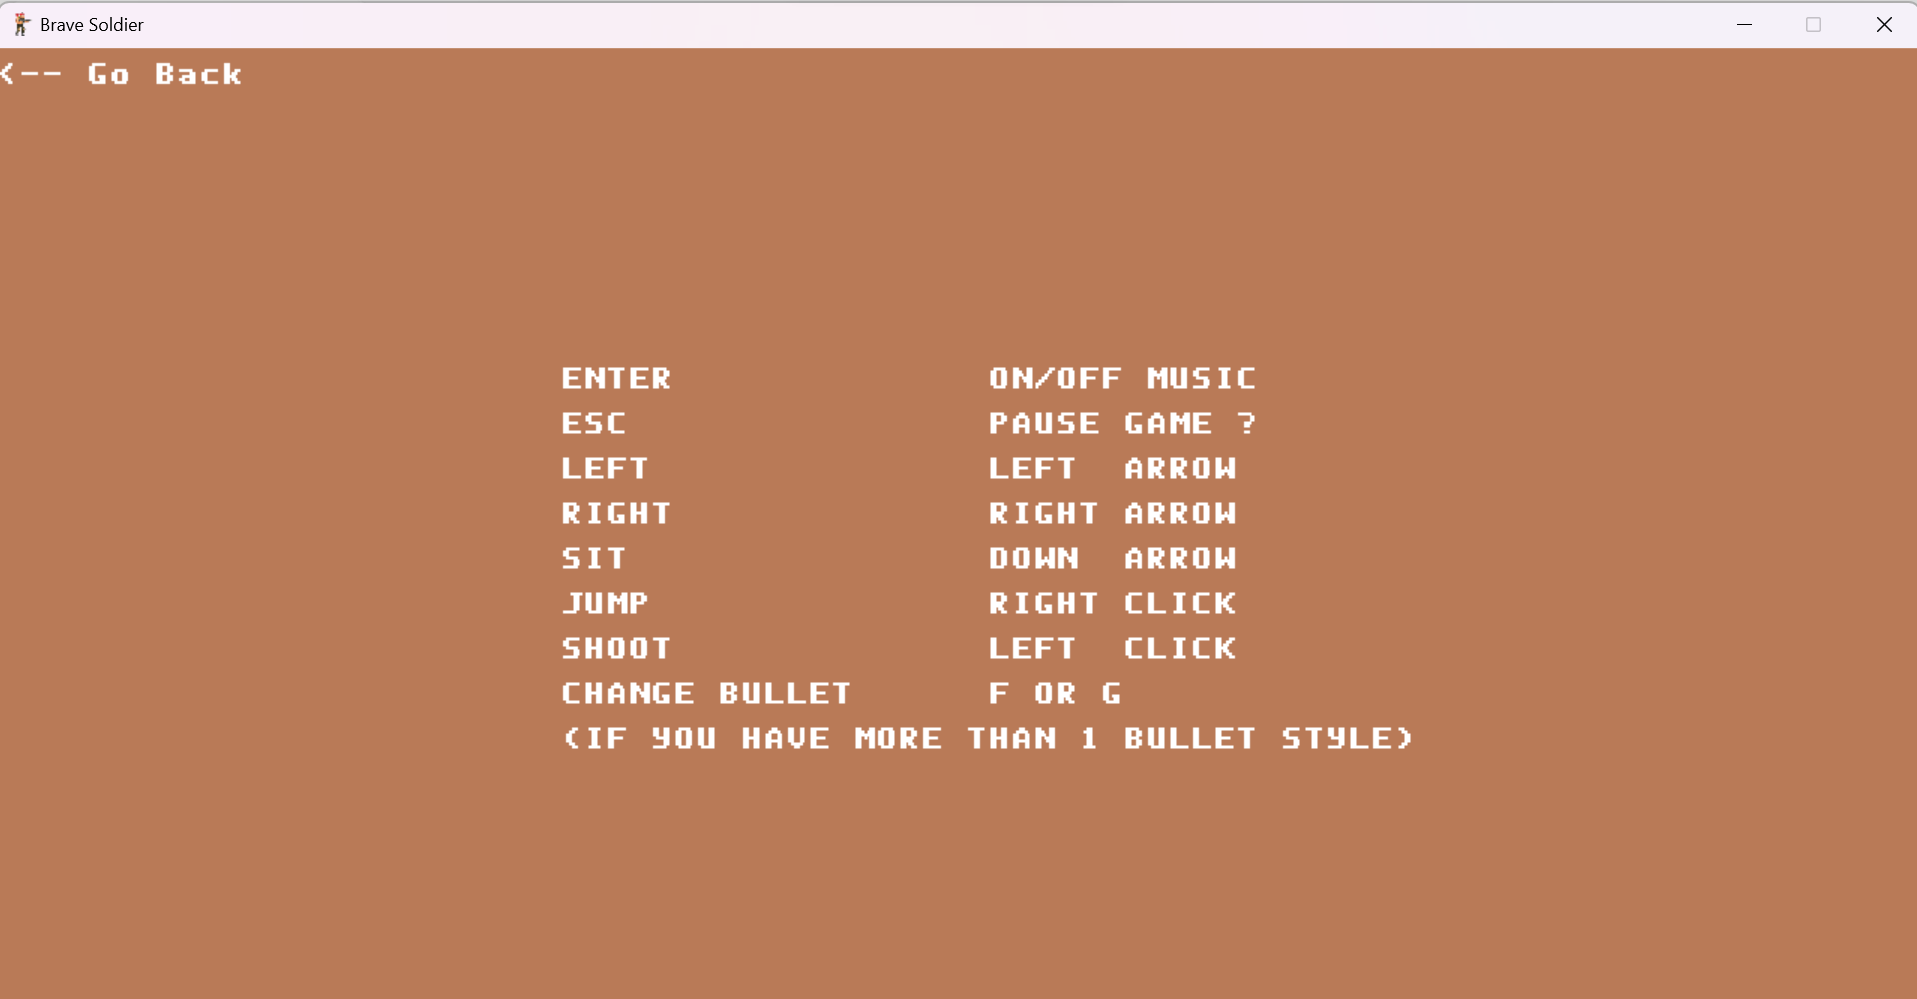 Brave Soldier
<-- Go Back
ENTER ON/OFF MUSIC
ESC PAUSE GAME ?
LEFT LEFT ARROW
RIGHT RIGHT ARROW
SIT DOWN ARROW
JUMP RIGHT CLICK
SHOOT LEFT CLICK
CHANGE BULLET F OR G
(IF YOU HAVE MORE THAN 1 BULLET STYLE)